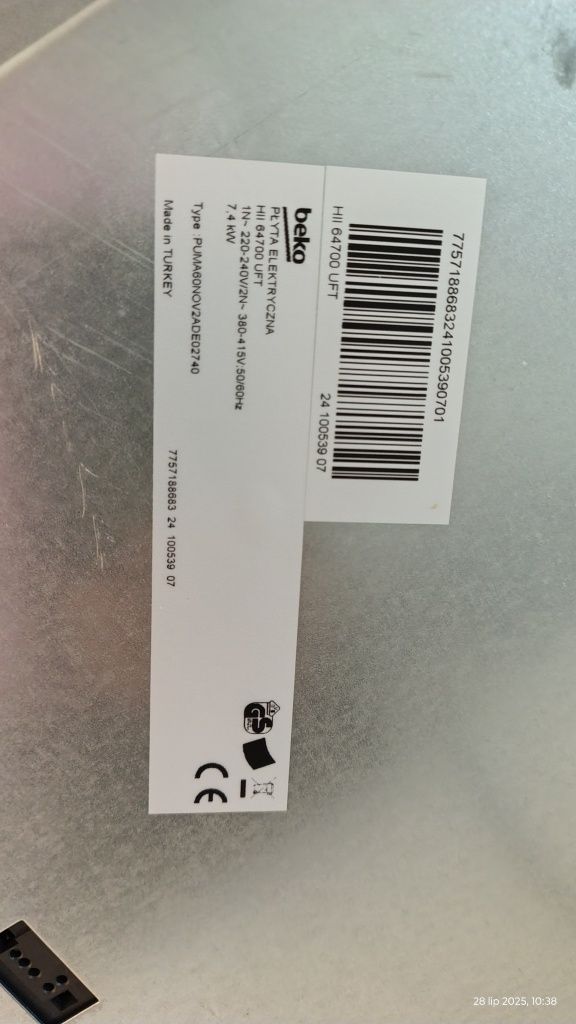 7757188683241005390701
HII 64700 UFT
24 100539 07
beko
PŁYTA ELEKTRYCZNA
HII 64700 UFT
1N~ 220-240V/2N~ 380-415V;50/60Hz
7,4 kW
Type :PUMA60NOV2ADE02740
Made in TURKEY
7757188683 24 100539 07
GS
CE
28 lip 2025, 10:38